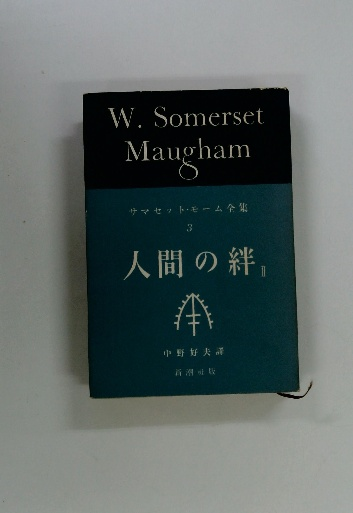 W. Somerset
Maugham
サマセット・モーム全集
3
人間の絆 II
中野好夫譯
新潮社版